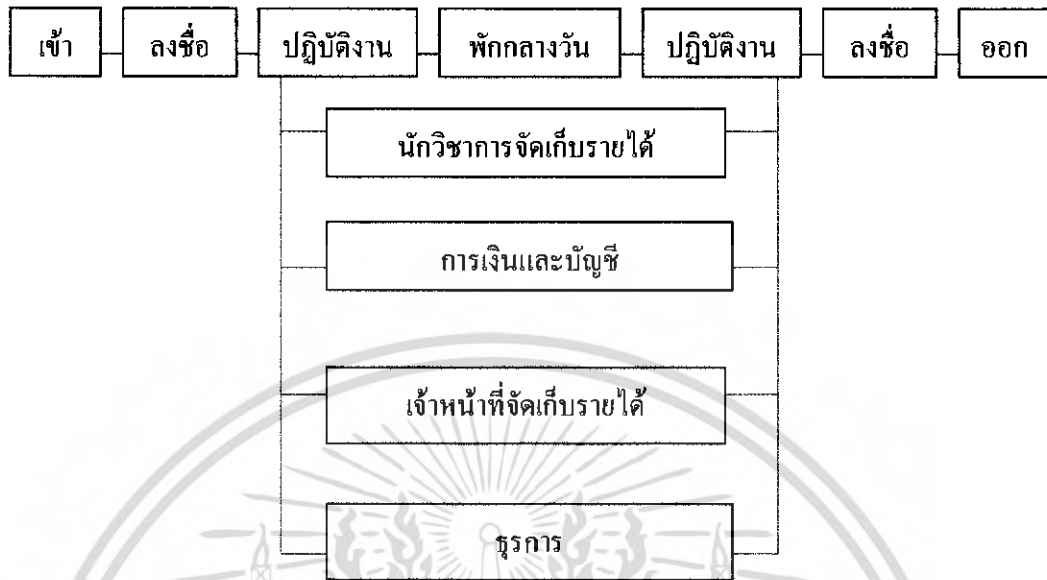 เข้า ลงชื่อ ปฏิบัติงาน พักกลางวัน ปฏิบัติงาน ลงชื่อ ออก
นักวิชาการจัดเก็บรายได้
การเงินและบัญชี
เจ้าหน้าที่จัดเก็บรายได้
ธุรการ